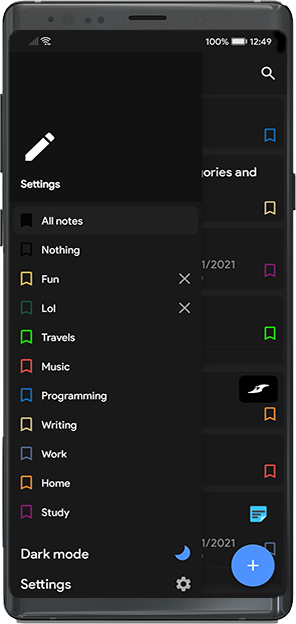 100% 12:49
Settings
ories and
All notes
Nothing
Fun
1/2021
Lol
Travels
Music
Programming
Writing
Work
Home
Study
1/2021
Dark mode
Settings